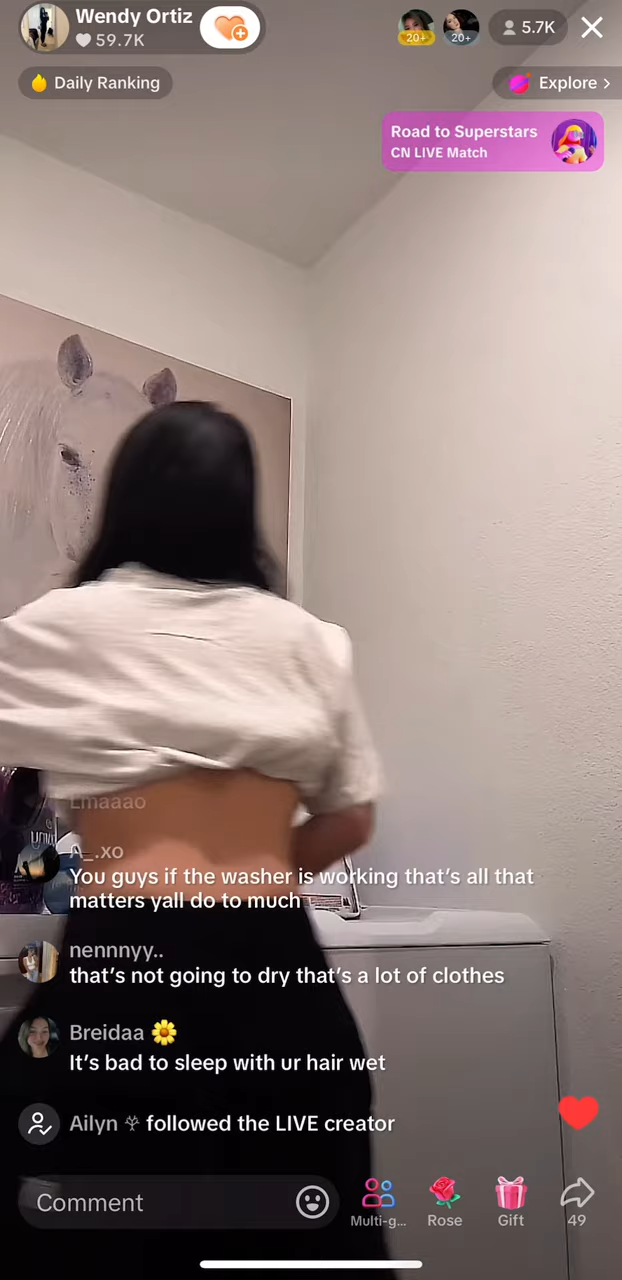 Wendy Ortiz
59.7K
20+
20+
5.7K
Daily Ranking
Explore >
Road to Superstars
CN LIVE Match
Lmaaao
A_.xo
You guys if the washer is working that’s all that
matters yall do to much
nennnyy..
that’s not going to dry that’s a lot of clothes
Breidaa 🌼
It’s bad to sleep with ur hair wet
Ailyn followed the LIVE creator
Comment
Multi-g...
Rose
Gift
49